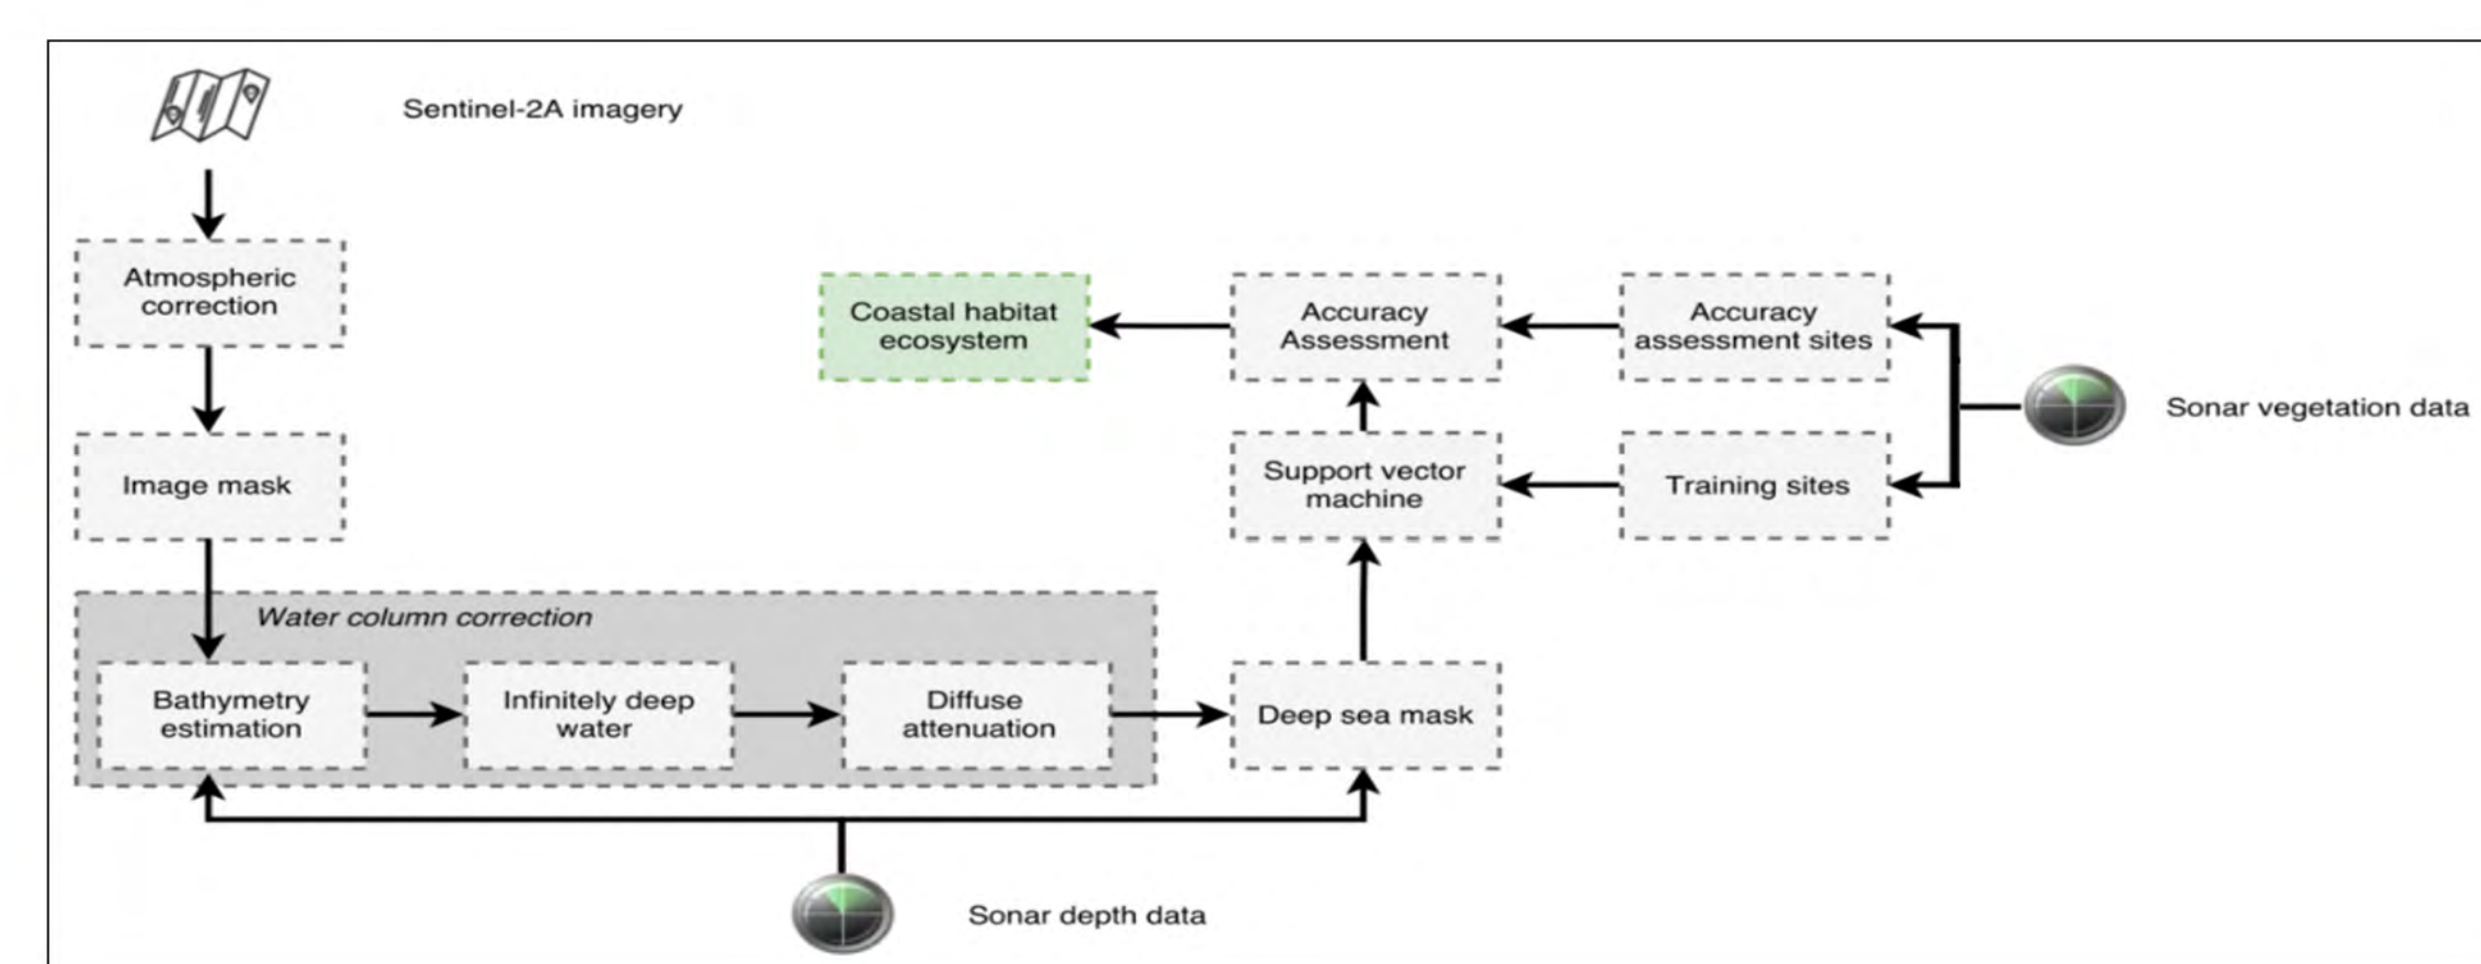 Sentinel-2A imagery
Atmospheric
correction
Image mask
Water column correction
Bathymetry
estimation
Infinitely deep
water
Diffuse
attenuation
Deep sea mask
Sonar depth data
Support vector
machine
Training sites
Sonar vegetation data
Accuracy
assessment sites
Accuracy
Assessment
Coastal habitat
ecosystem